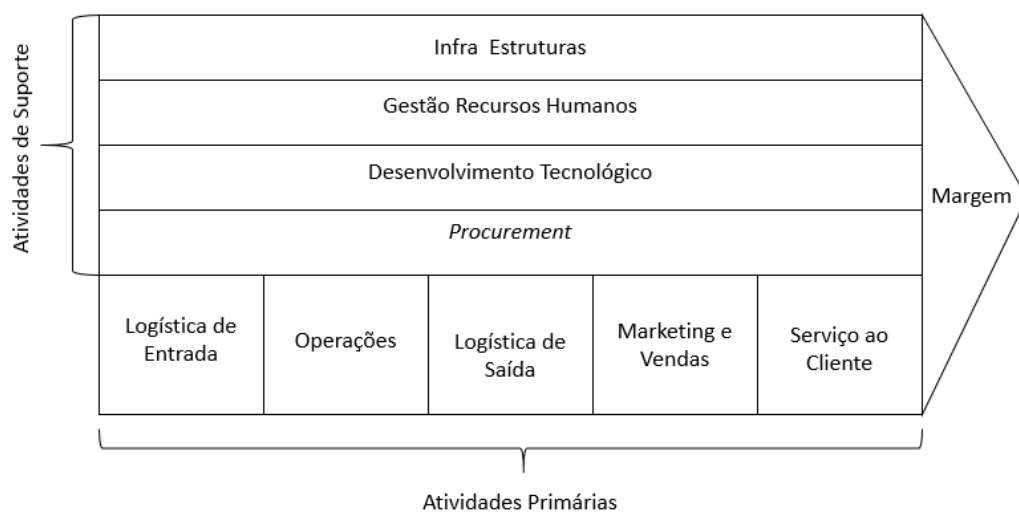 Atividades de Suporte
Infra Estruturas
Gestão Recursos Humanos
Desenvolvimento Tecnológico
Procurement
Margem
Logística de
Entrada
Operações
Logística de
Saída
Marketing e
Vendas
Serviço ao
Cliente
Atividades Primárias